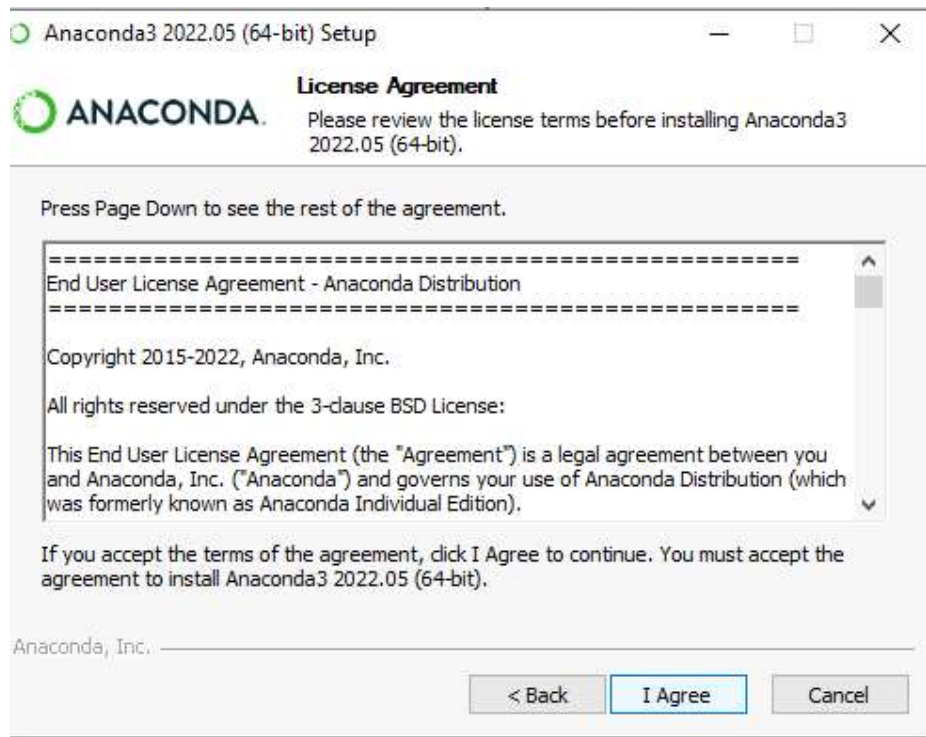 Anaconda3 2022.05 (64-bit) Setup
ANACONDA.
License Agreement
Please review the license terms before installing Anaconda3
2022.05 (64-bit).
Press Page Down to see the rest of the agreement.
====================================================
End User License Agreement - Anaconda Distribution
====================================================
Copyright 2015-2022, Anaconda, Inc.
All rights reserved under the 3-clause BSD License:
This End User License Agreement (the "Agreement") is a legal agreement between you
and Anaconda, Inc. ("Anaconda") and governs your use of Anaconda Distribution (which
was formerly known as Anaconda Individual Edition).
If you accept the terms of the agreement, click I Agree to continue. You must accept the
agreement to install Anaconda3 2022.05 (64-bit).
Anaconda, Inc.
< Back
I Agree
Cancel